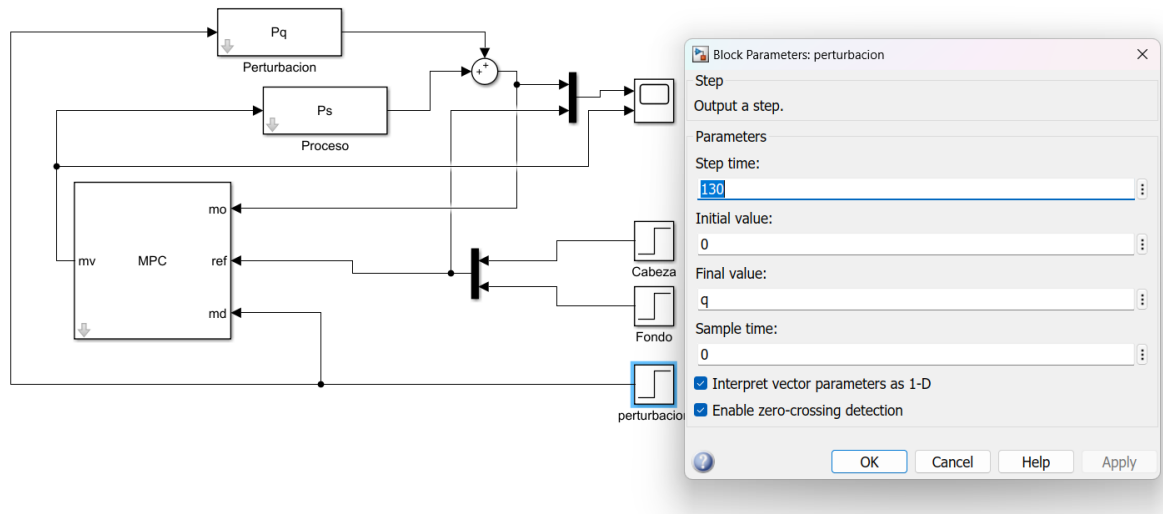 Pq
Perturbacion
Ps
Proceso
++
MPC
mo
ref
md
mv
Cabeza
Fondo
Block Parameters: perturbacion
Step
Output a step.
Parameters
Step time:
130
Initial value:
0
Final value:
q
Sample time:
0
Interpret vector parameters as 1-D
Enable zero-crossing detection
OK
Cancel
Help
Apply